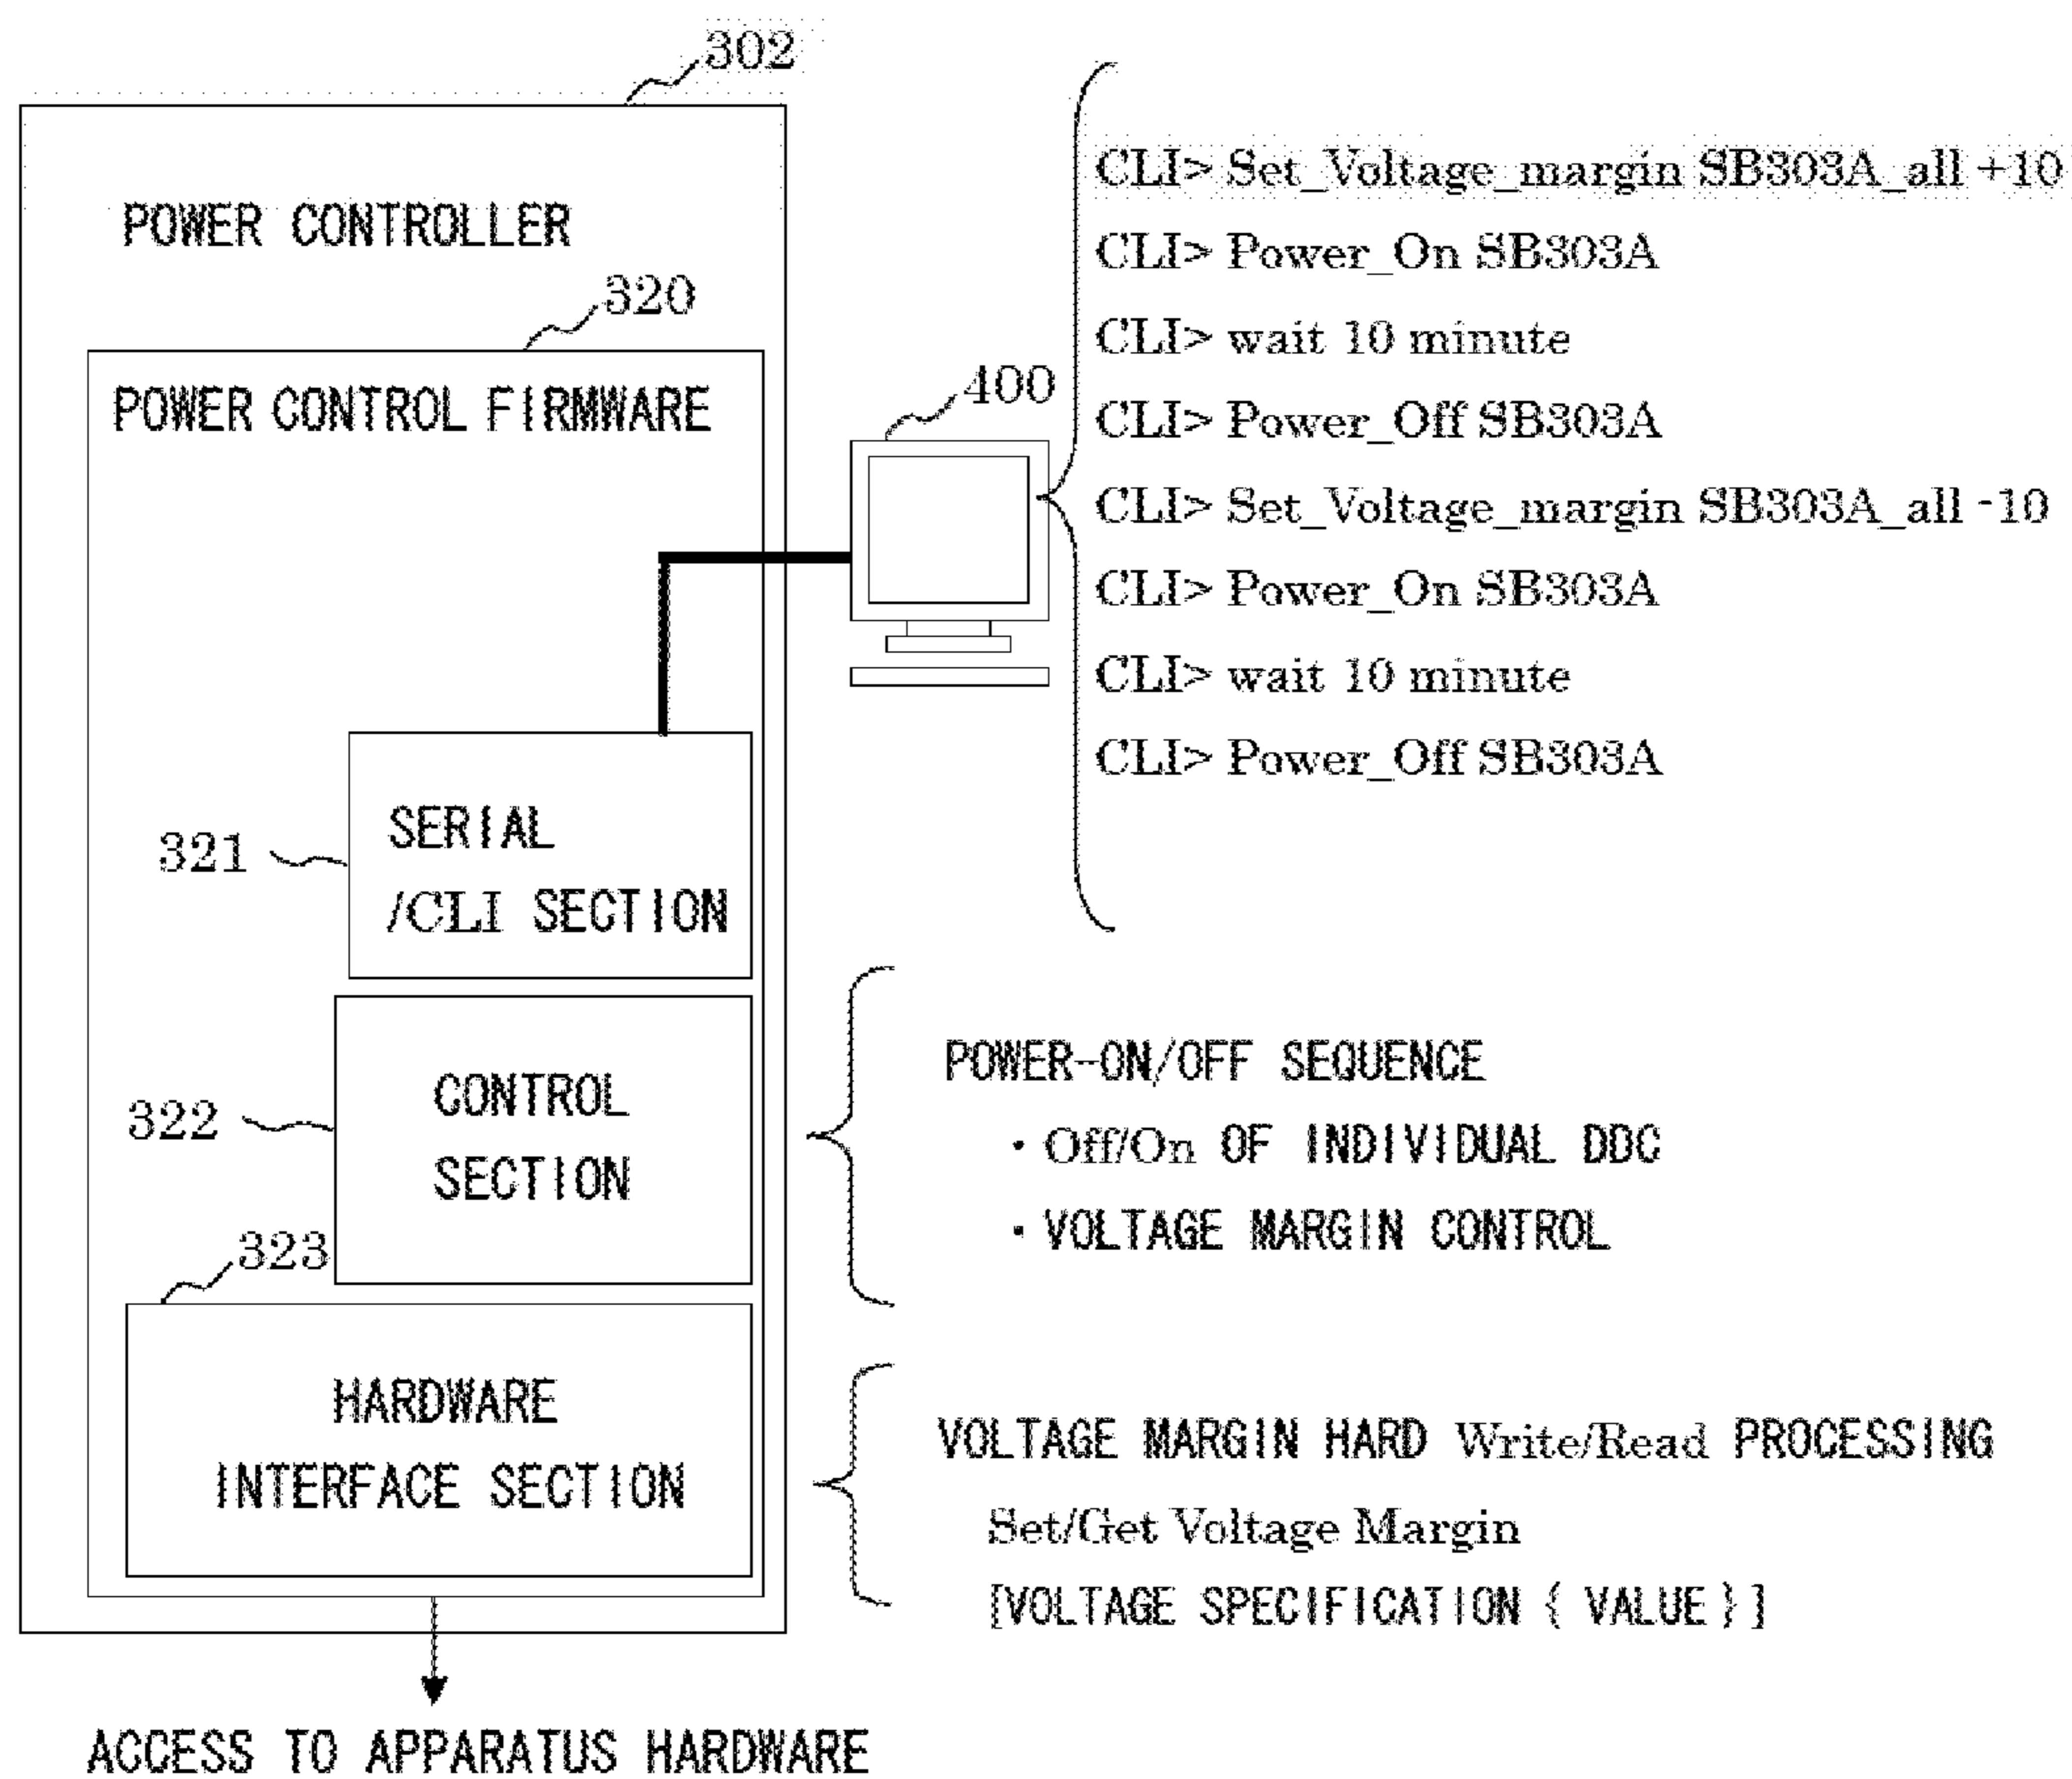 302
POWER CONTROLLER
320
POWER CONTROL FIRMWARE
400
CLI> Set_Voltage_margin SB303A_all +10
CLI> Power_On SB303A
CLI> wait 10 minute
CLI> Power_Off SB303A
CLI> Set_Voltage_margin SB303A_all -10
CLI> Power_On SB303A
CLI> wait 10 minute
CLI> Power_Off SB303A
321
SERIAL
/CLI SECTION
322
CONTROL
SECTION
POWER-ON/OFF SEQUENCE
・Off/On OF INDIVIDUAL DDC
・VOLTAGE MARGIN CONTROL
323
HARDWARE
INTERFACE SECTION
VOLTAGE MARGIN HARD Write/Read PROCESSING
Set/Get Voltage Margin
[VOLTAGE SPECIFICATION { VALUE } ]
ACCESS TO APPARATUS HARDWARE